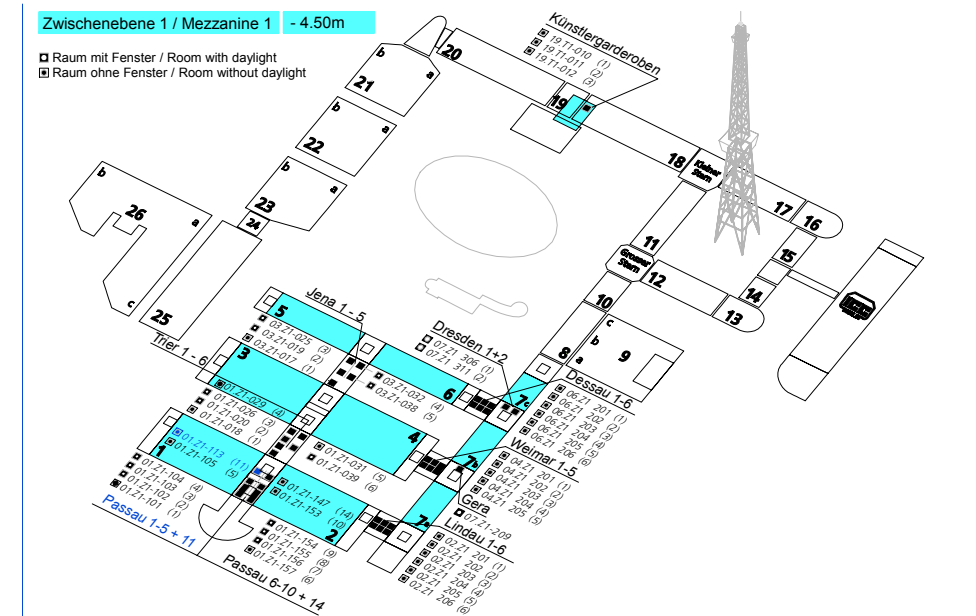 Zwischenebene 1 / Mezzanine 1 - 4.50m
Raum mit Fenster / Room with daylight
Raum ohne Fenster / Room without daylight
Künstlergarderoben
19.T1-010 (1)
19.T1-011 (2)
19.T1-012 (3)
20
b
21
a
19
b
22
a
18
Kleiner
Stern
17
16
b
23
a
24
b
26
a
c
25
11
Grosser
Stern
12
15
14
13
10
c
b
9
a
8
Jena 1 - 5
5
03.Z1-025 (3)
03.Z1-019 (2)
03.Z1-017 (1)
03.Z1-032 (4)
03.Z1-038 (5)
6
Dresden 1+2
07.Z1 306 (1)
07.Z1 311 (2)
7c
Trier 1 - 6
3
01.Z1-029 (4)
01.Z1-026 (3)
01.Z1-020 (2)
01.Z1-018 (1)
4
01.Z1-031 (5)
01.Z1-039 (6)
Dessau 1-6
06.Z1 201 (1)
06.Z1 202 (2)
06.Z1 203 (3)
06.Z1 204 (4)
06.Z1 205 (5)
06.Z1 206 (6)
7b
Weimar 1-5
04.Z1 201 (1)
04.Z1 202 (2)
04.Z1 203 (3)
04.Z1 204 (4)
04.Z1 205 (5)
Gera
07.Z1-209
1
01.Z1-113 (11)
01.Z1-105 (5)
01.Z1-104 (4)
01.Z1-103 (3)
01.Z1-102 (2)
01.Z1-101 (1)
Passau 1-5 + 11
01.Z1-147 (14)
01.Z1-153 (10)
2
01.Z1-154 (9)
01.Z1-155 (8)
01.Z1-156 (7)
01.Z1-157 (6)
Passau 6-10 + 14
7a
Lindau 1-6
02.Z1 201 (1)
02.Z1 202 (2)
02.Z1 203 (3)
02.Z1 204 (4)
02.Z1 205 (5)
02.Z1 206 (6)